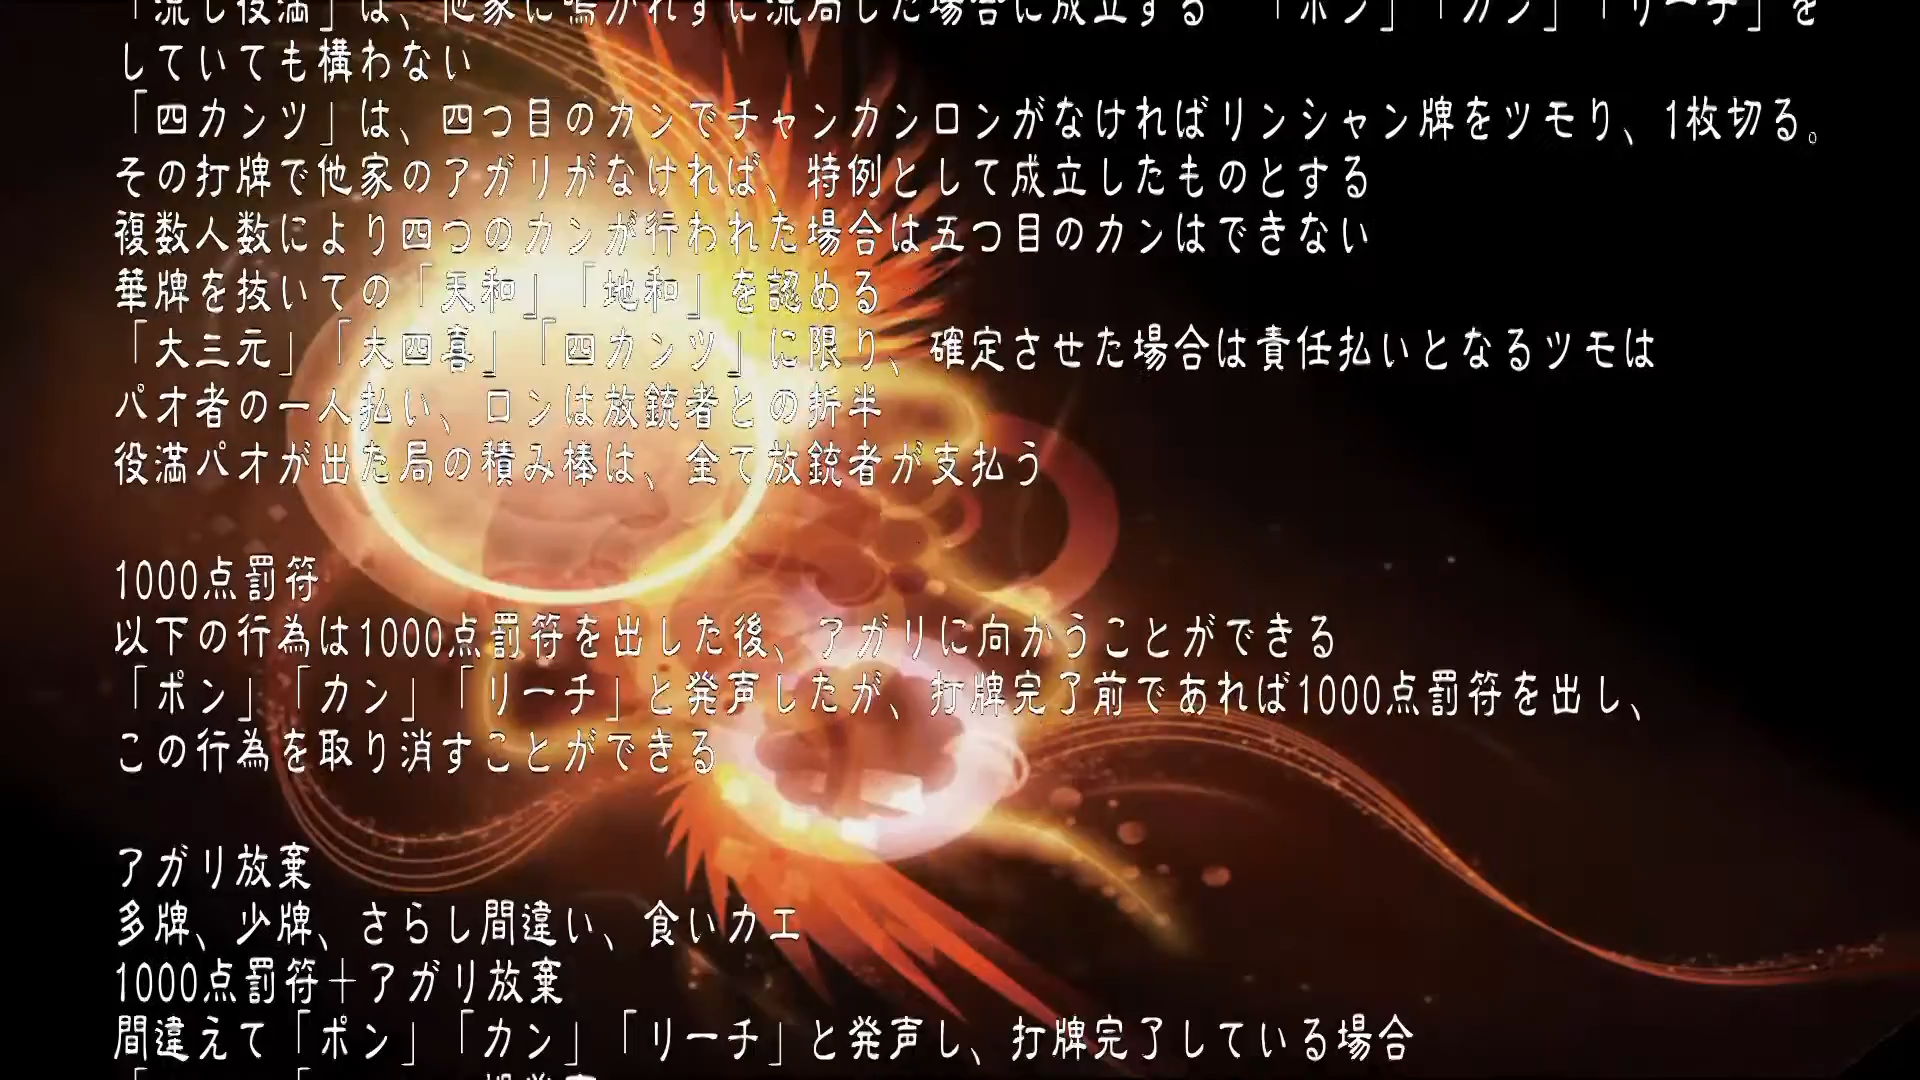 「流し役満」は、他家に鳴かれずに流局した場合に成立する　「ポン」「カン」「リーチ」を
していても構わない
「四カンツ」は、四つ目のカンでチャンカンロンがなければリンシャン牌をツモり、1枚切る。
その打牌で他家のアガリがなければ、特例として成立したものとする
複数人数により四つのカンが行われた場合は五つ目のカンはできない
華牌を抜いての「天和」「地和」を認める
「大三元」「大四喜」「四カンツ」に限り、確定させた場合は責任払いとなるツモは
パオ者の一人払い、ロンは放銃者との折半
役満パオが出た局の積み棒は、全て放銃者が支払う
1000点罰符
以下の行為は1000点罰符を出した後、アガリに向かうことができる
「ポン」「カン」「リーチ」と発声したが、打牌完了前であれば1000点罰符を出し、
この行為を取り消すことができる
アガリ放棄
多牌、少牌、さらし間違い、食いカエ
1000点罰符＋アガリ放棄
間違えて「ポン」「カン」「リーチ」と発声し、打牌完了している場合